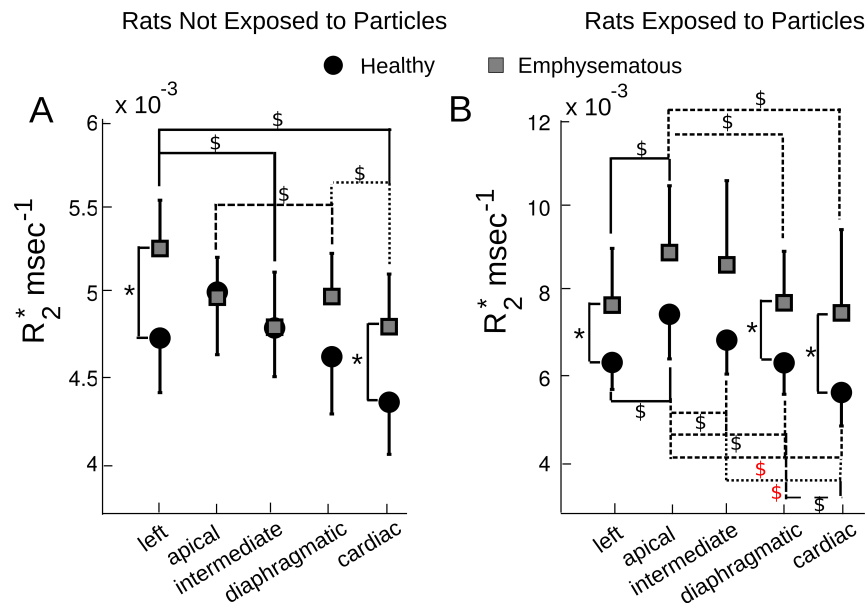 Rats Not Exposed to Particles
Rats Exposed to Particles
Healthy
Emphysematous
A
x 10-3
6
5.5
5
4.5
4
R2* msec-1
$
$
$
$
*
*
left
apical
intermediate
diaphragmatic
cardiac
B
x 10-3
12
10
8
6
4
R2* msec-1
$
$
$
*
*
*
$
$
$
$
$
$
left
apical
intermediate
diaphragmatic
cardiac